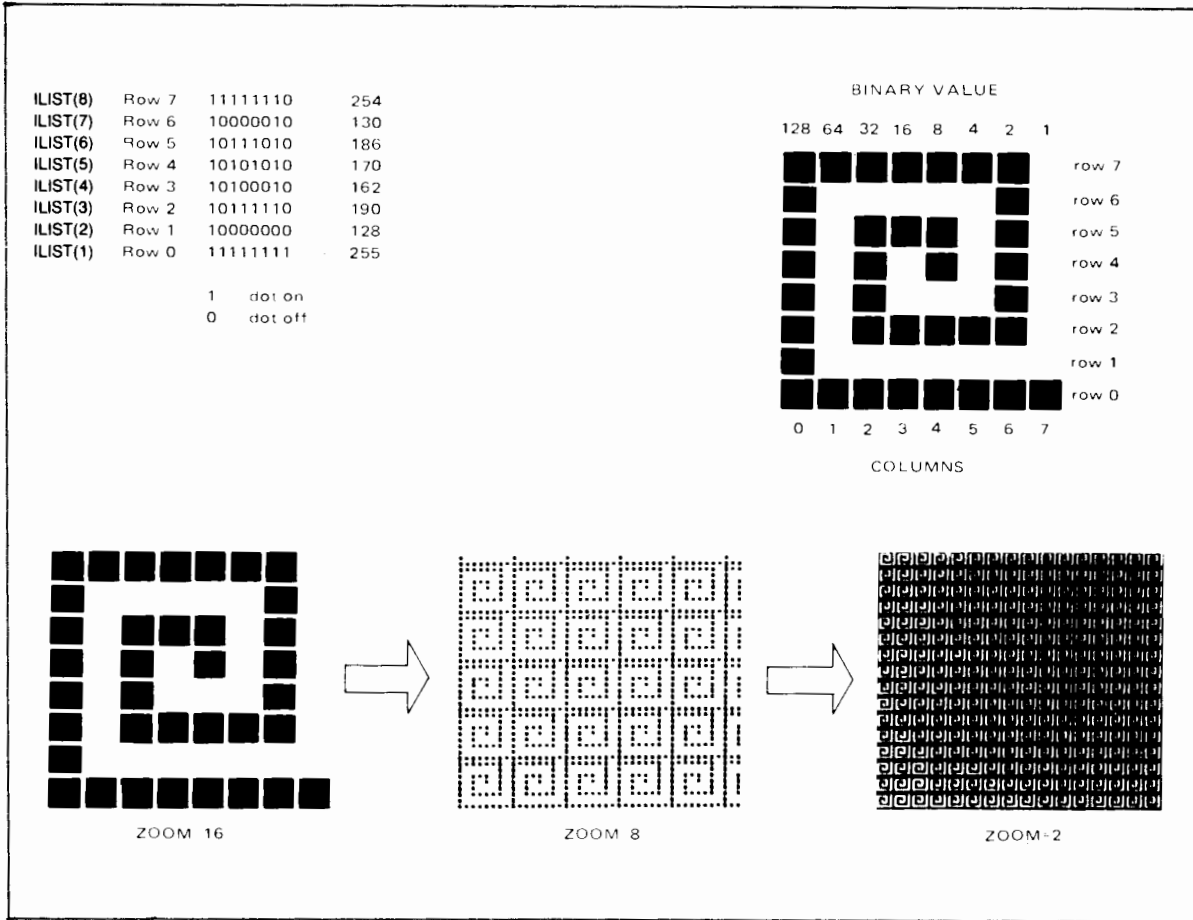 ILIST(8) Row 7 11111110 254
ILIST(7) Row 6 10000010 130
ILIST(6) Row 5 10111010 186
ILIST(5) Row 4 10101010 170
ILIST(4) Row 3 10100010 162
ILIST(3) Row 2 10111110 190
ILIST(2) Row 1 10000000 128
ILIST(1) Row 0 11111111 255
1 dot on
0 dot off
BINARY VALUE
128 64 32 16 8 4 2 1
row 7
row 6
row 5
row 4
row 3
row 2
row 1
row 0
0 1 2 3 4 5 6 7
COLUMNS
ZOOM 16
ZOOM 8
ZOOM-2